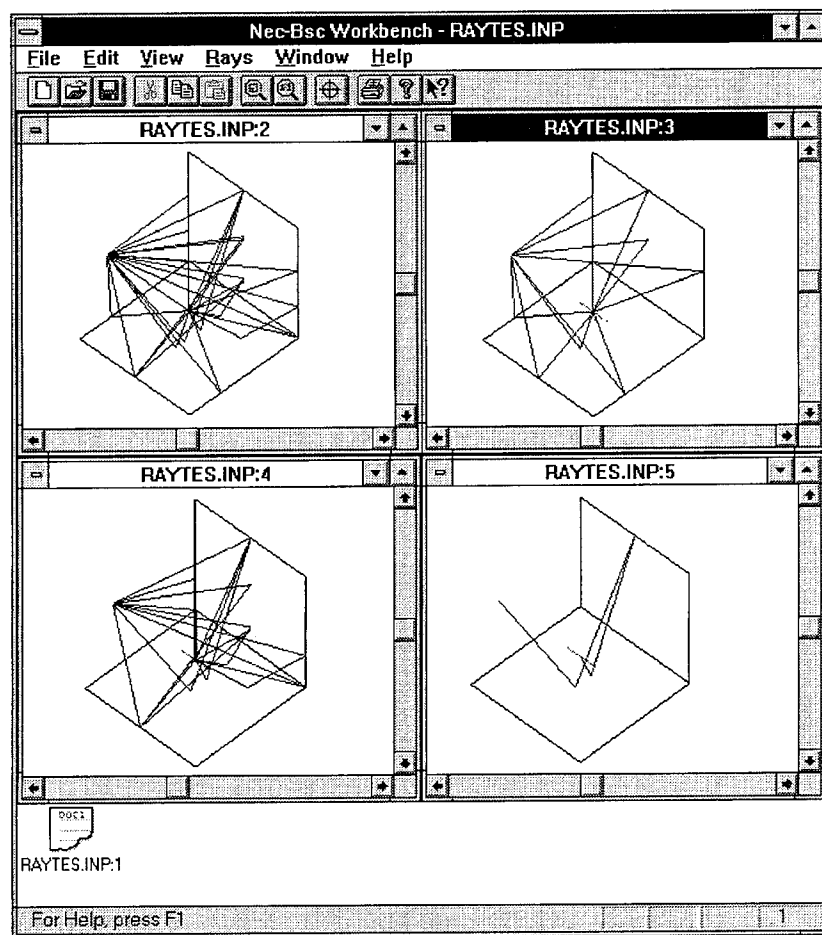 Nec-Bsc Workbench - RAYTES.INP
File Edit View Rays Window Help
RAYTES.INP:2
RAYTES.INP:3
RAYTES.INP:4
RAYTES.INP:5
RAYTES.INP:1
For Help, press F1
1